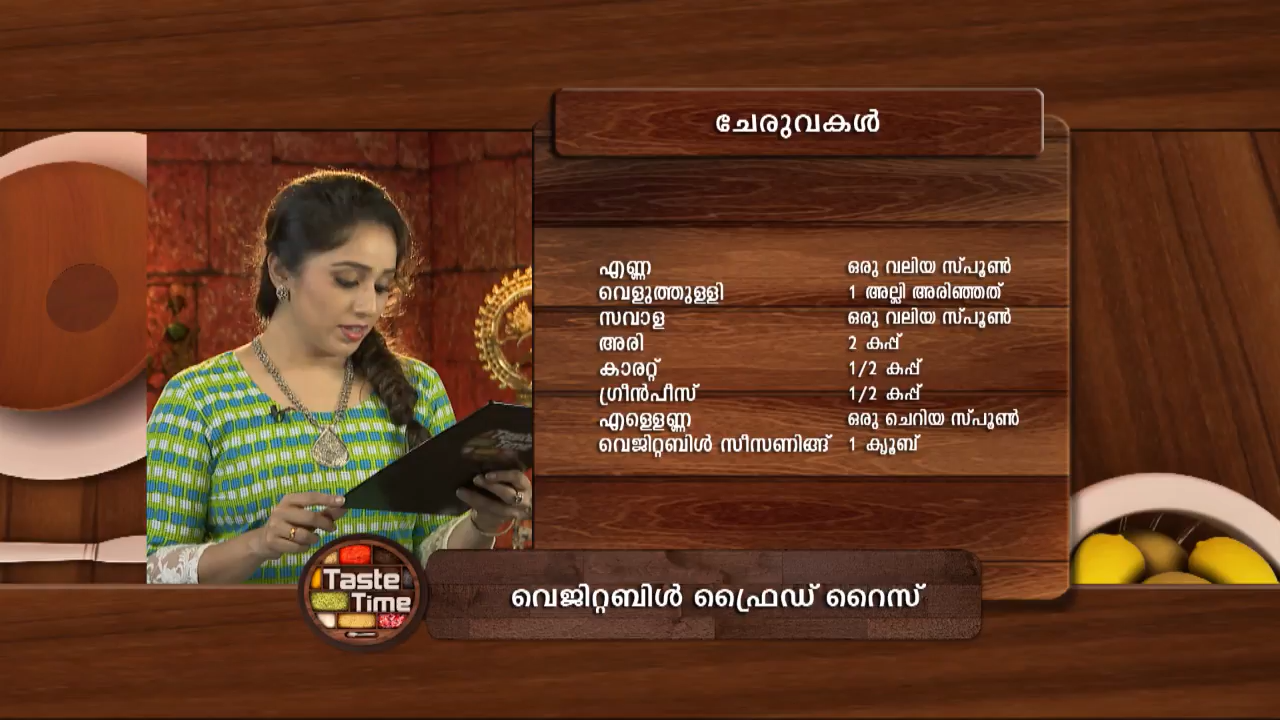 ചേരുവകൾ
എണ്ണ ഒരു വലിയ സ്പൂൺ
വെളുത്തുള്ളി 1 അല്ലി അരിഞ്ഞത്
സവാള ഒരു വലിയ സ്പൂൺ
അരി 2 കപ്പ്
കാരറ്റ് 1/2 കപ്പ്
ഗ്രീൻപീസ് 1/2 കപ്പ്
എള്ളെണ്ണ ഒരു ചെറിയ സ്പൂൺ
വെജിറ്റബിൾ സീസണിങ്ങ് 1 ക്യൂബ്
Taste
Time
വെജിറ്റബിൾ ഫ്രൈഡ് റൈസ്